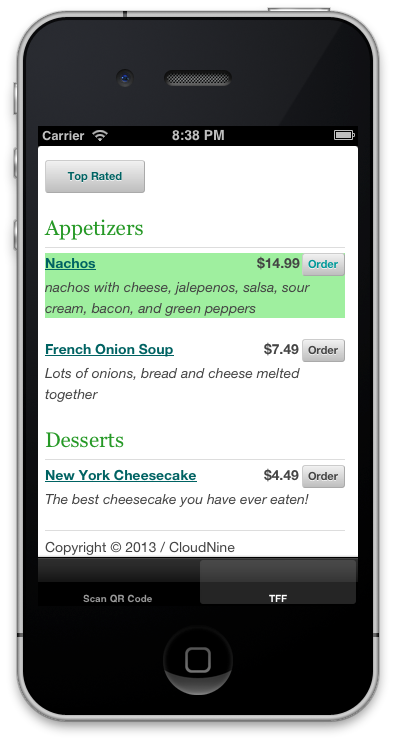 Carrier 8:38 PM
Top Rated
Appetizers
Nachos $14.99 Order
nachos with cheese, jalepenos, salsa, sour
cream, bacon, and green peppers
French Onion Soup $7.49 Order
Lots of onions, bread and cheese melted
together
Desserts
New York Cheesecake $4.49 Order
The best cheesecake you have ever eaten!
Copyright © 2013 / CloudNine
Scan QR Code TFF